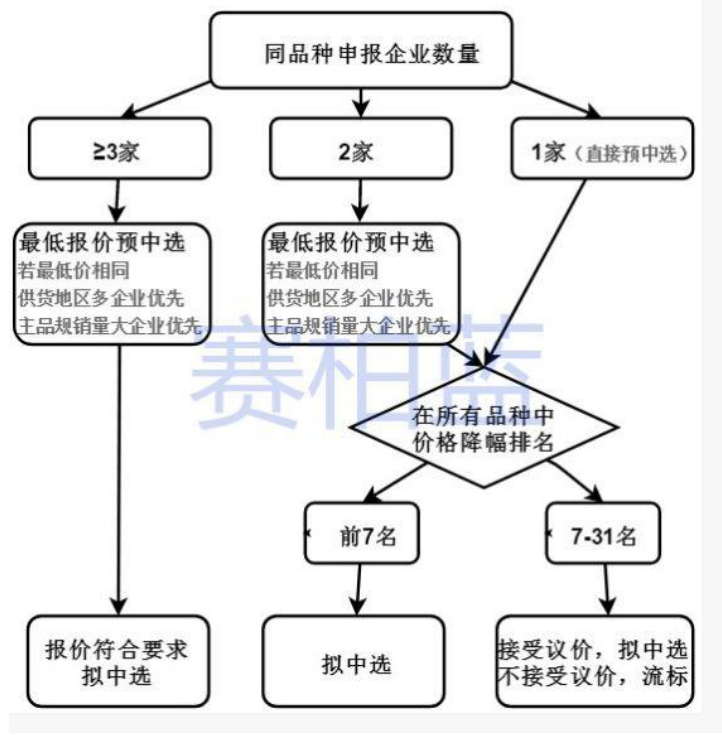 同品种申报企业数量
≥3家
2家
1家（直接预中选）
最低报价预中选
若最低价相同
供货地区多企业优先
主品规销量大企业优先
最低报价预中选
若最低价相同
供货地区多企业优先
主品规销量大企业优先
赛柏蓝
在所有品种中
价格降幅排名
前7名
7-31名
报价符合要求
拟中选
拟中选
接受议价，拟中选
不接受议价，流标